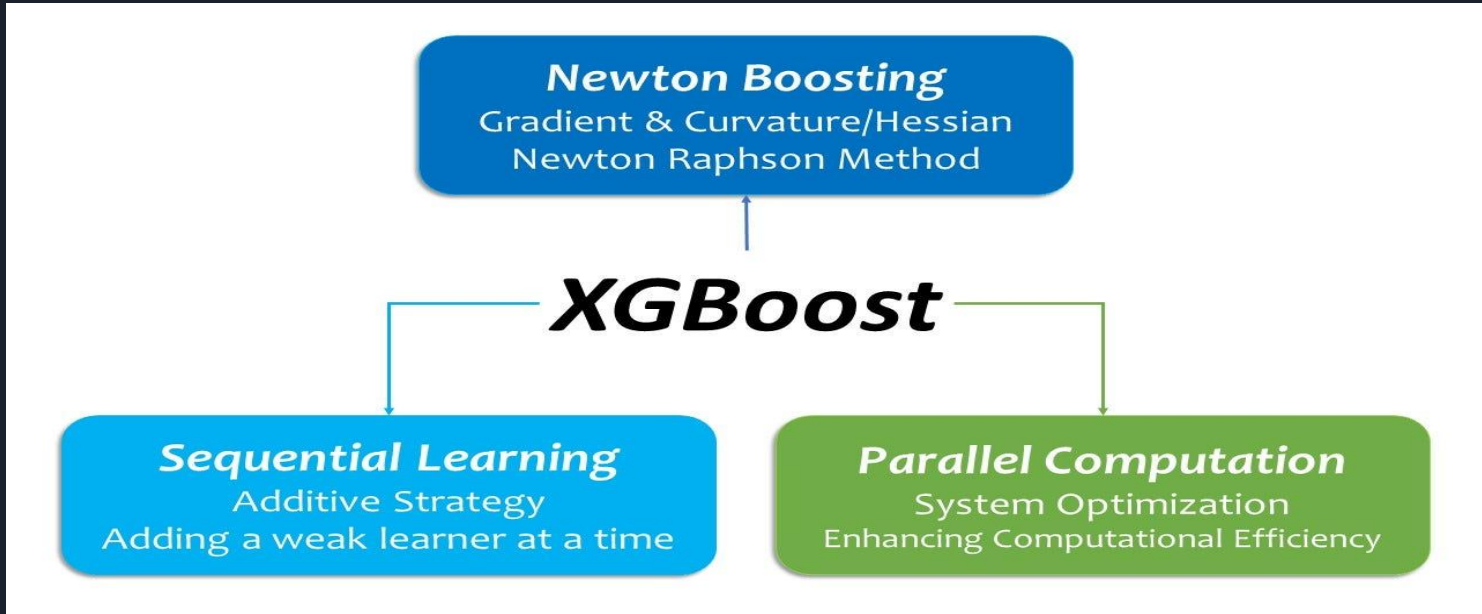 Newton Boosting
Gradient & Curvature/Hessian
Newton Raphson Method
XGBoost
Sequential Learning
Additive Strategy
Adding a weak learner at a time
Parallel Computation
System Optimization
Enhancing Computational Efficiency